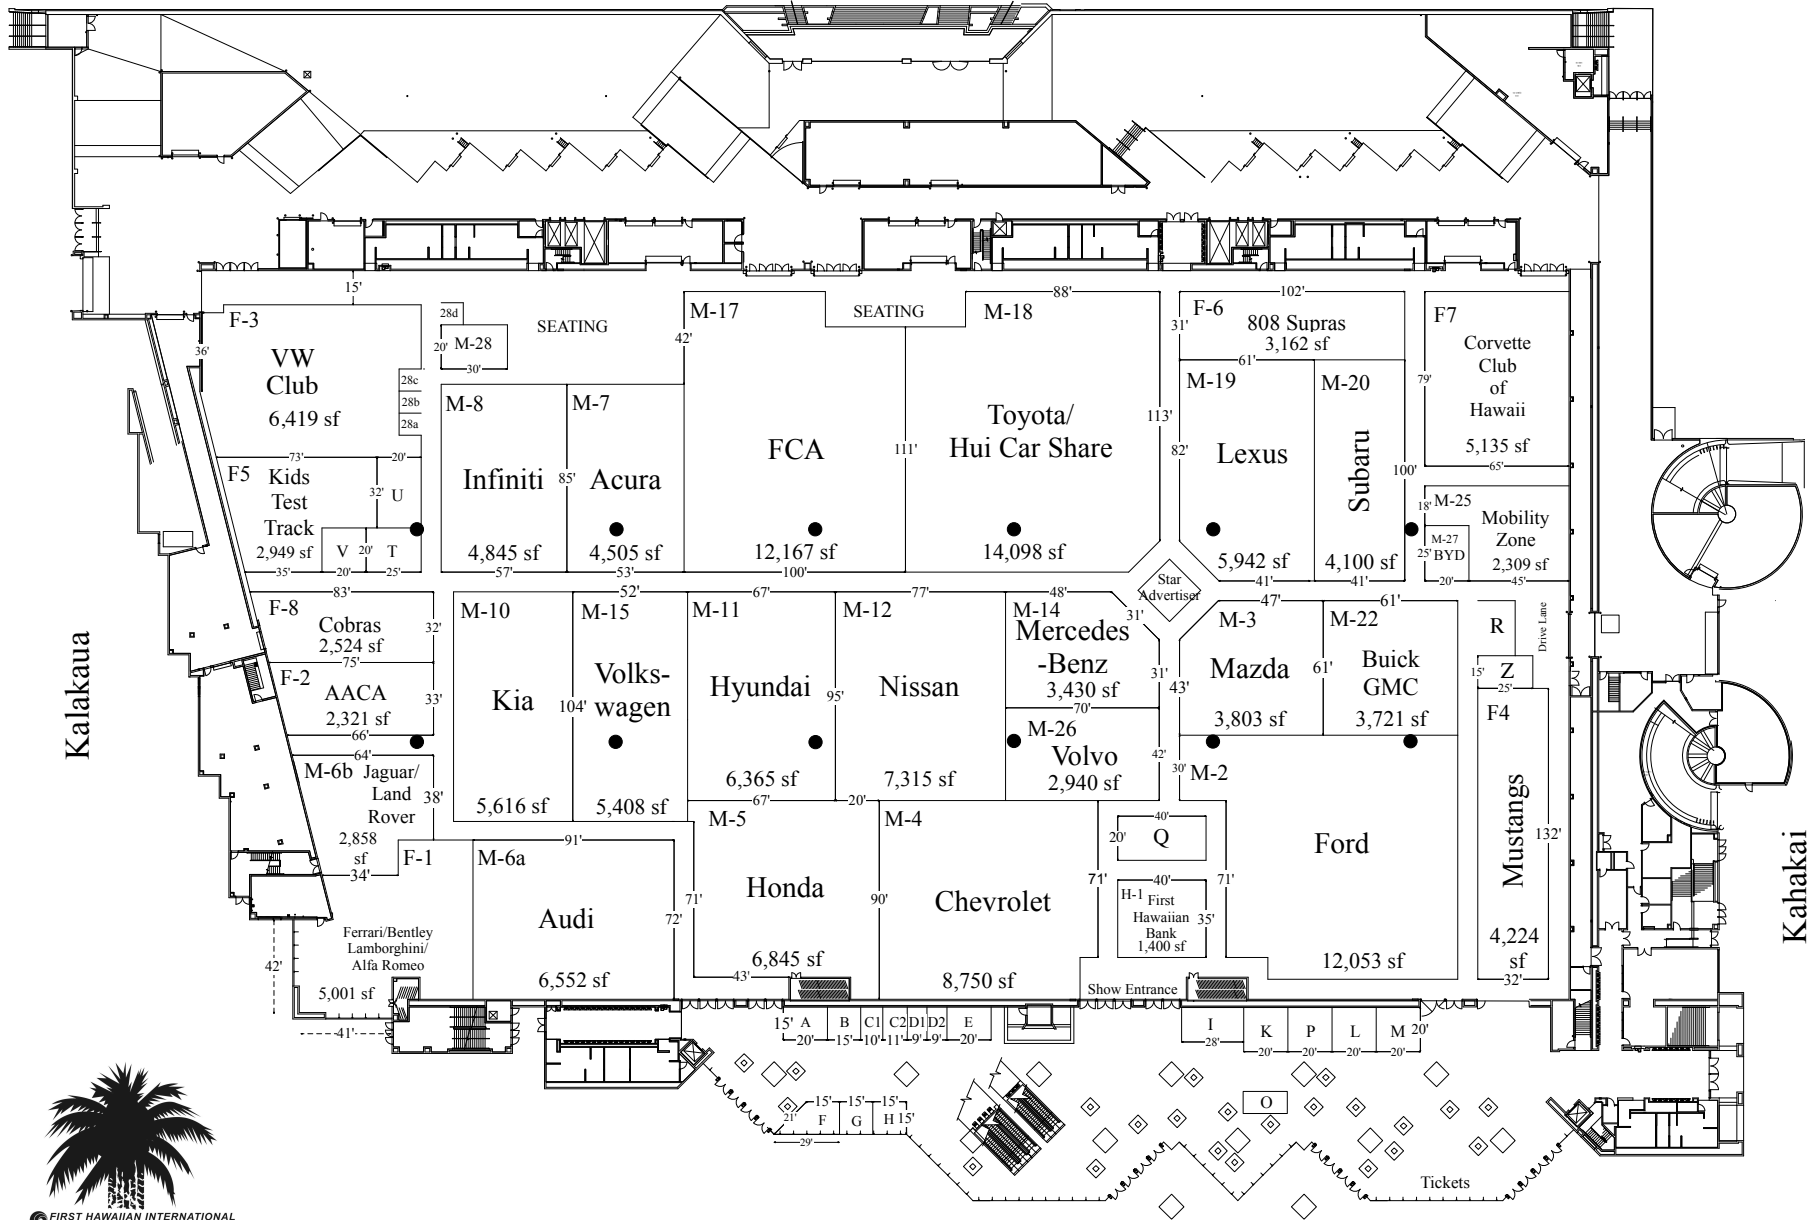 15'
F-3
36'
VW
Club
6,419 sf
28d
20'
M-28
30'
28c
28b
28a
SEATING
M-17
42'
SEATING
88'
M-18
102'
F-6
31'
808 Supras
3,162 sf
61'
F7
Corvette
Club
of
Hawaii
79'
5,135 sf
65'
73'
20'
F5
Kids
Test
Track
2,949 sf
32'
U
V
20'
T
35'
20'
25'
M-8
Infiniti
4,845 sf
57'
85'
M-7
Acura
4,505 sf
53'
FCA
12,167 sf
100'
111'
Toyota/
Hui Car Share
14,098 sf
113'
M-19
82'
Lexus
5,942 sf
41'
M-20
Subaru
100'
4,100 sf
41'
18'
M-25
Mobility
Zone
2,309 sf
M-27
BYD
25'
20'
45'
Star
Advertiser
83'
F-8
Cobras
2,524 sf
32'
75'
F-2
AACA
2,321 sf
33'
66'
64'
M-6b
Jaguar/
Land
Rover
38'
2,858
sf
34'
F-1
Ferrari/Bentley
Lamborghini/
Alfa Romeo
5,001 sf
42'
41'
M-10
Kia
5,616 sf
52'
M-15
Volks-
wagen
104'
5,408 sf
67'
M-11
Hyundai
6,365 sf
67'
77'
M-12
95'
Nissan
7,315 sf
20'
48'
M-14
31'
Mercedes
-Benz
3,430 sf
31'
70'
M-26
Volvo
2,940 sf
42'
47'
M-3
Mazda
43'
3,803 sf
61'
M-22
61'
Buick
GMC
3,721 sf
R
Drive Lane
15'
Z
25'
F4
Mustangs
132'
4,224
sf
32'
30'
M-2
Ford
71'
12,053 sf
91'
M-6a
Audi
72'
6,552 sf
M-5
Honda
71'
6,845 sf
43'
M-4
90'
Chevrolet
71'
8,750 sf
40'
20'
Q
40'
H-1
First
Hawaiian
Bank
1,400 sf
35'
Show Entrance
Kalakaua
Kahakai
15'
A
B
C1
C2
D1
D2
E
20'
15'
10'
11'
9'
9'
20'
I
28'
K
P
L
M
20'
20'
20'
20'
20'
15'
15'
15'
21'
F
G
H
15'
29'
O
Tickets
FIRST HAWAIIAN INTERNATIONAL